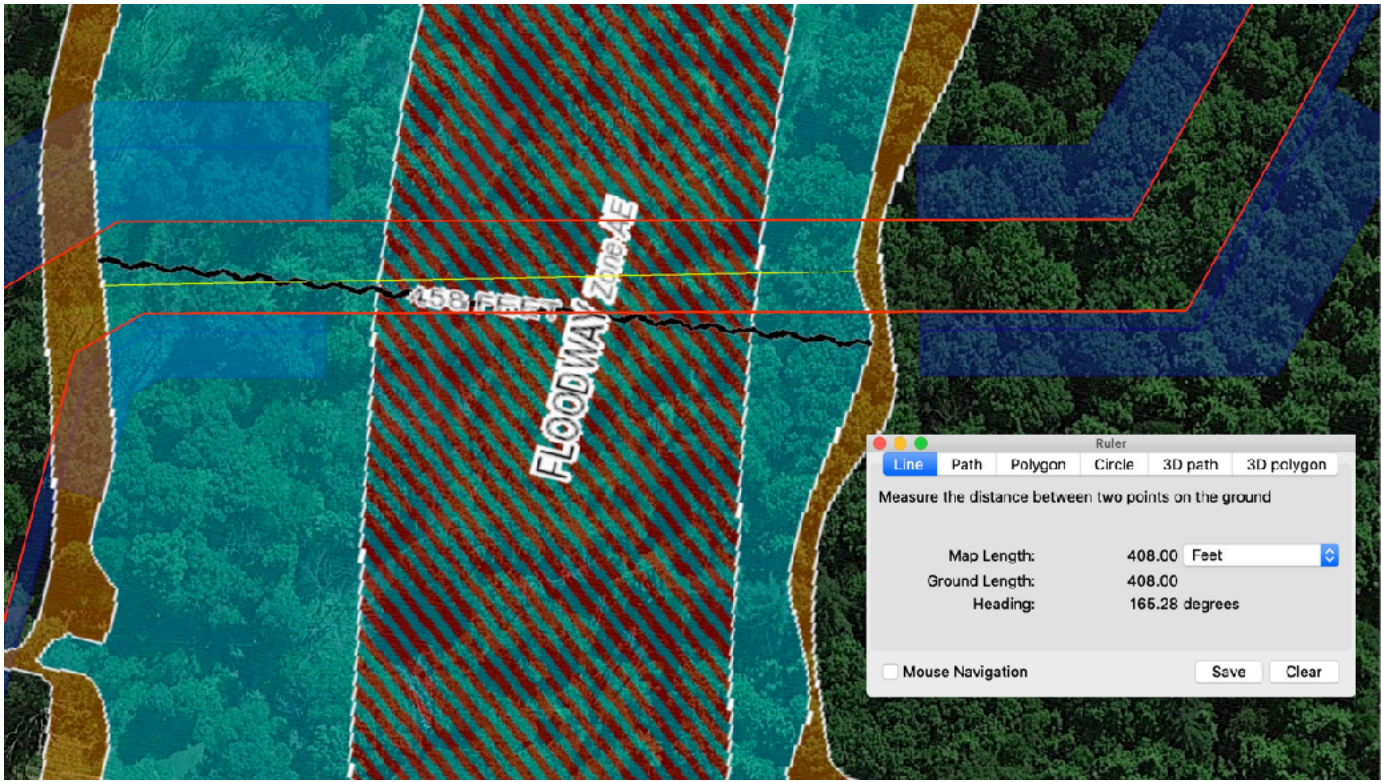 FLOODWAY Zone AE
458 FEET
Ruler
Line Path Polygon Circle 3D path 3D polygon
Measure the distance between two points on the ground
Map Length: 408.00 Feet
Ground Length: 408.00
Heading: 165.28 degrees
Mouse Navigation Save Clear